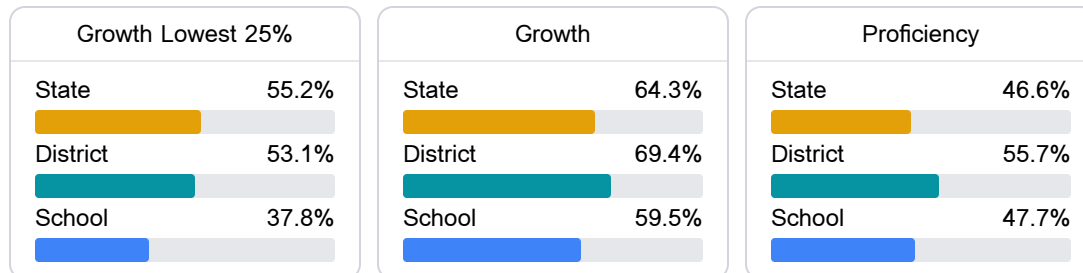 Growth Lowest 25%
State 55.2%
District 53.1%
School 37.8%
Growth
State 64.3%
District 69.4%
School 59.5%
Proficiency
State 46.6%
District 55.7%
School 47.7%